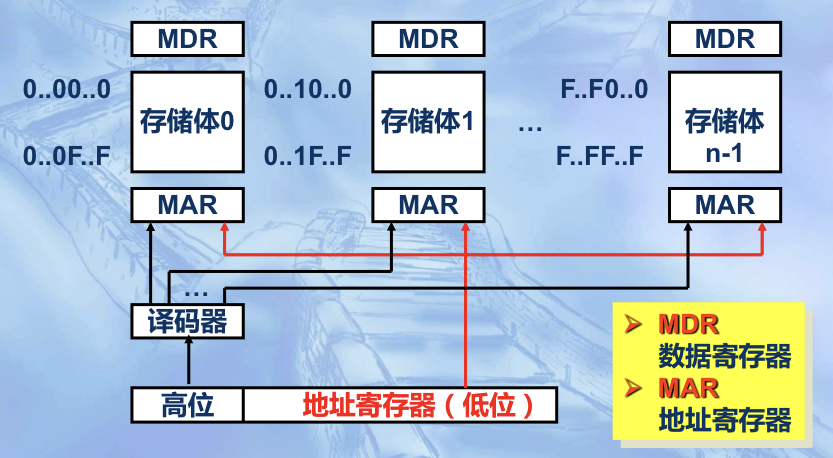 MDR MDR MDR
0..00..0 0..10..0 F..F0..0
存储体0 存储体1 … 存储体
n-1
0..0F..F 0..1F..F F..FF..F
MAR MAR MAR
…
译码器
高位 地址寄存器（低位）
➢ MDR
数据寄存器
➢ MAR
地址寄存器